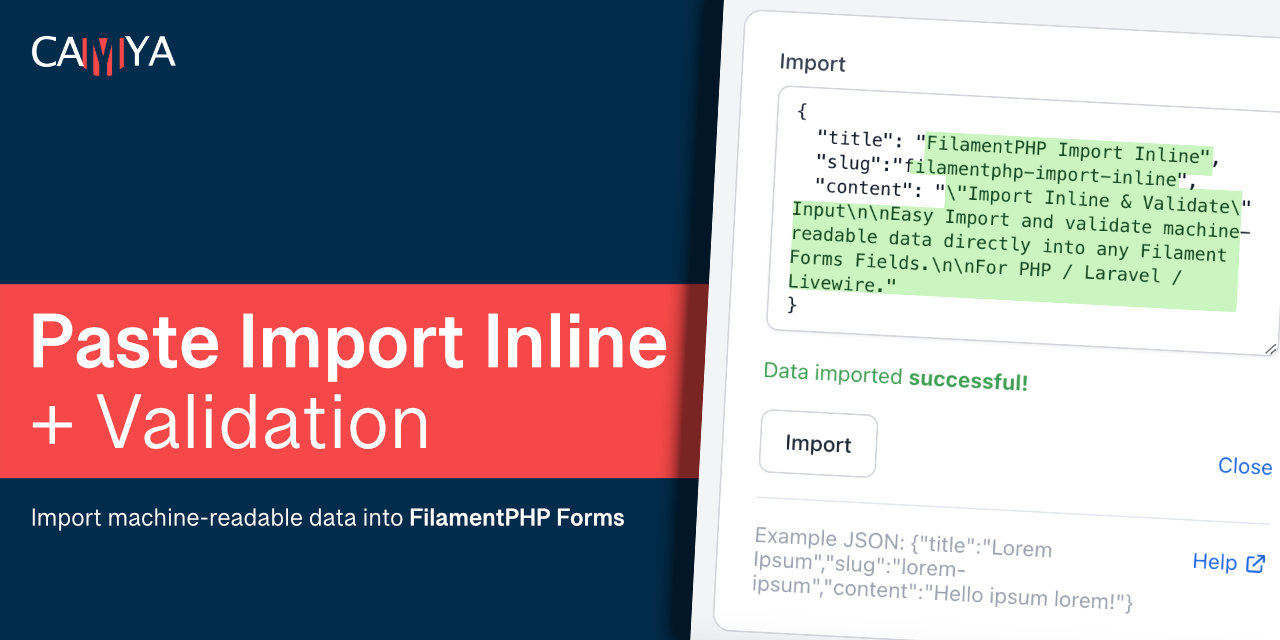 CAMYA
Paste Import Inline
+ Validation
Import machine-readable data into FilamentPHP Forms
Import
{
"title": "FilamentPHP Import Inline",
"slug":"filamentphp-import-inline",
"content": "\"Import Inline & Validate\"
Input\n\nEasy Import and validate machine-
readable data directly into any Filament
Forms Fields.\n\nFor PHP / Laravel /
Livewire."
}
Data imported successful!
Import
Close
Example JSON: {"title":"Lorem
Ipsum","slug":"lorem-
ipsum","content":"Hello ipsum lorem!"}
Help